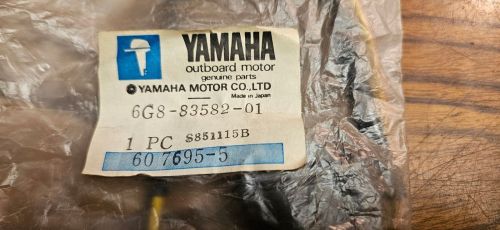 YAMAHA
outboard motor
genuine parts
YAMAHA MOTOR CO., LTD
Made in Japan
6G8-83582-01
1 PC S851115B
60 7695-5